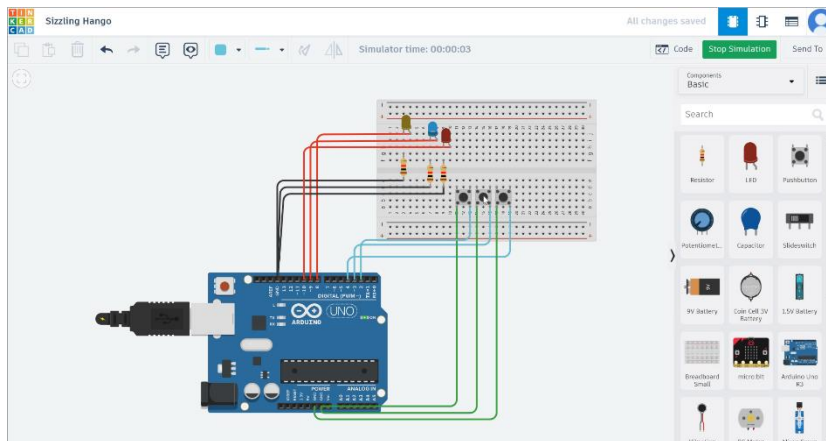 TIN
KER
CAD
Sizzling Hango
All changes saved
Simulator time: 00:00:03
Code
Stop Simulation
Send To
Components
Basic
Search
Resistor
LED
Pushbutton
Potentiomet...
Capacitor
Slideswitch
9V Battery
Coin Cell 3V
Battery
1.5V Battery
Breadboard
Small
micro:bit
Arduino Uno
R3
DIGITAL (PWM~)
UNO
ARDUINO
POWER
ANALOG IN